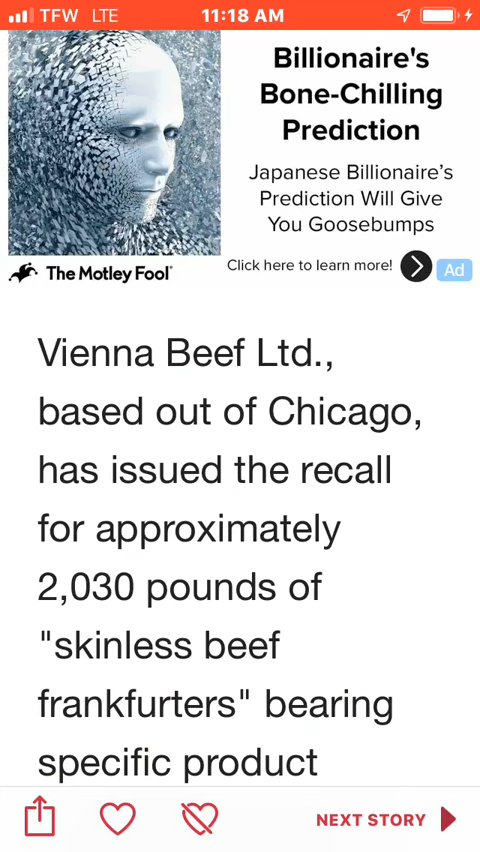 TFW LTE 11:18 AM
Billionaire's
Bone-Chilling
Prediction
Japanese Billionaire's
Prediction Will Give
You Goosebumps
The Motley Fool
Click here to learn more!
Ad
Vienna Beef Ltd.,
based out of Chicago,
has issued the recall
for approximately
2,030 pounds of
"skinless beef
frankfurters" bearing
specific product
NEXT STORY